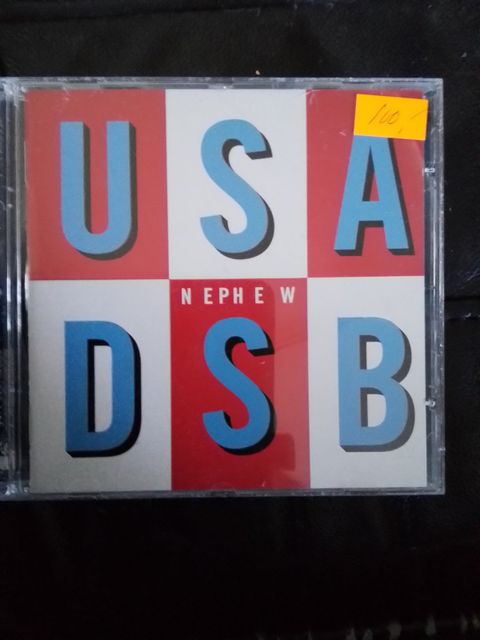 100,-
USA
NEPHEW
DSB